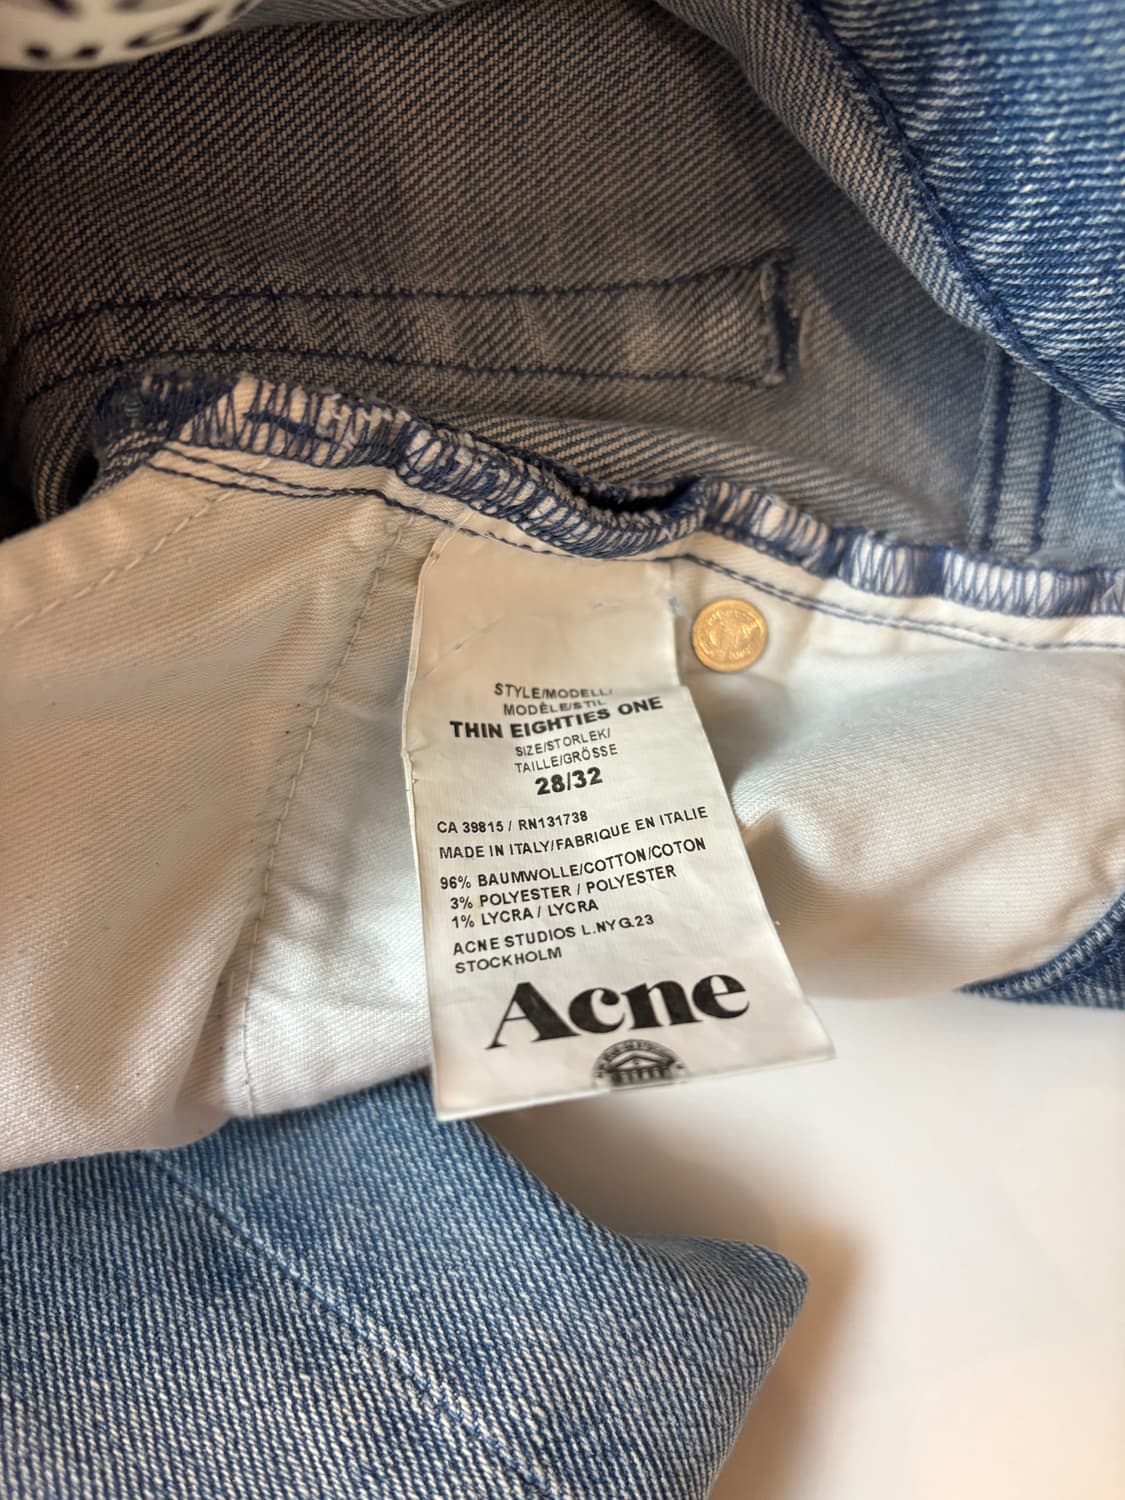 STYLE/MODELL/
MODÈLE/STIL
THIN EIGHTIES ONE
SIZE/STORLEK/
TAILLE/GRÖSSE
28/32
CA 39815 / RN131738
MADE IN ITALY/FABRIQUE EN ITALIE
96% BAUMWOLLE/COTTON/COTON
3% POLYESTER / POLYESTER
1% LYCRA / LYCRA
ACNE STUDIOS L.NYG.23
STOCKHOLM
Acne